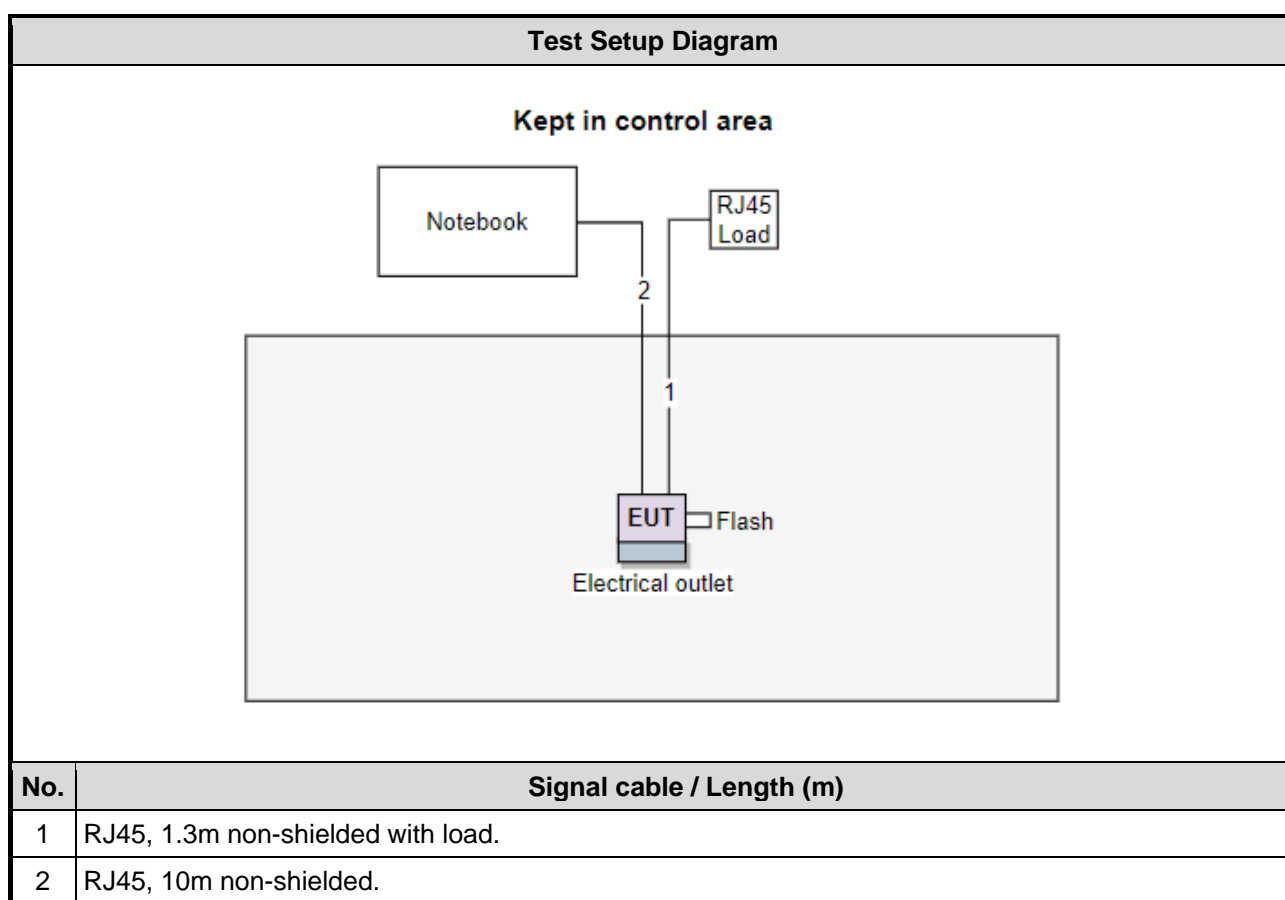 Test Setup Diagram
Kept in control area
Notebook
RJ45
Load
2
1
EUT
Flash
Electrical outlet
No. Signal cable / Length (m)
1 RJ45, 1.3m non-shielded with load.
2 RJ45, 10m non-shielded.